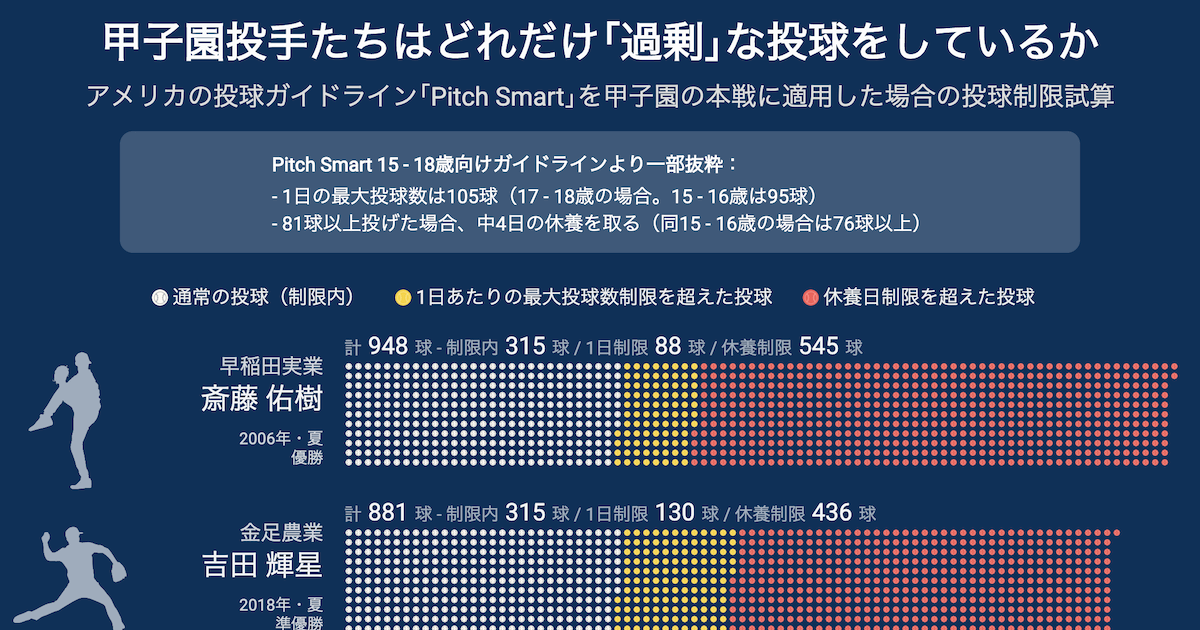 甲子園投手たちはどれだけ「過剰」な投球をしているか
アメリカの投球ガイドライン「Pitch Smart」を甲子園の本戦に適用した場合の投球制限試算
Pitch Smart 15 - 18歳向けガイドラインより一部抜粋：
- 1日の最大投球数は105球（17 - 18歳の場合。15 - 16歳は95球）
- 81球以上投げた場合、中4日の休養を取る（同15 - 16歳の場合は76球以上）
通常の投球（制限内） 1日あたりの最大投球数制限を超えた投球 休養日制限を超えた投球
計 948 球 - 制限内 315 球 / 1日制限 88 球 / 休養制限 545 球
早稲田実業
斎藤 佑樹
2006年・夏
優勝
計 881 球 - 制限内 315 球 / 1日制限 130 球 / 休養制限 436 球
金足農業
吉田 輝星
2018年・夏
準優勝